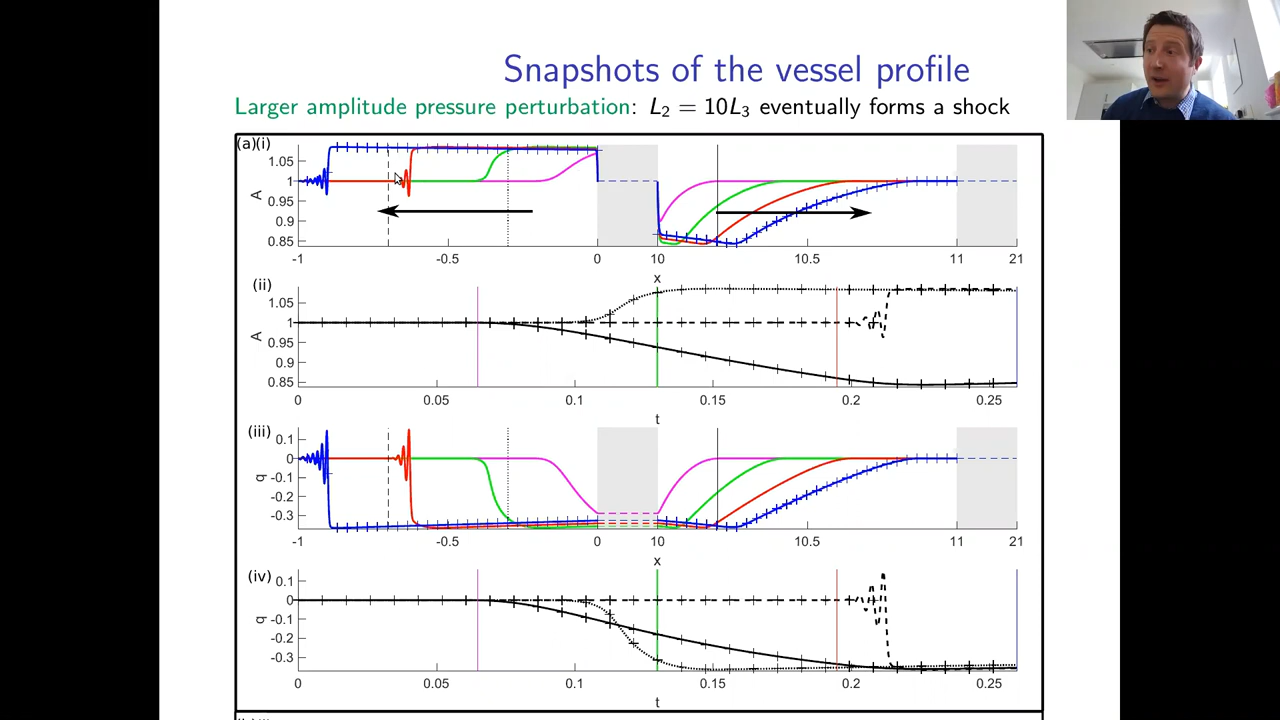 Snapshots of the vessel profile
Larger amplitude pressure perturbation: L₂ = 10L₃ eventually forms a shock
(a)(i)
1.05
1
0.95
0.9
0.85
A
-1 -0.5 0 10 10.5 11 21
x
(ii)
1.05
1
0.95
0.9
0.85
A
0 0.05 0.1 0.15 0.2 0.25
t
(iii)
0.1
0
-0.1
-0.2
-0.3
q
-1 -0.5 0 10 10.5 11 21
x
(iv)
0.1
0
-0.1
-0.2
-0.3
q
0 0.05 0.1 0.15 0.2 0.25
t